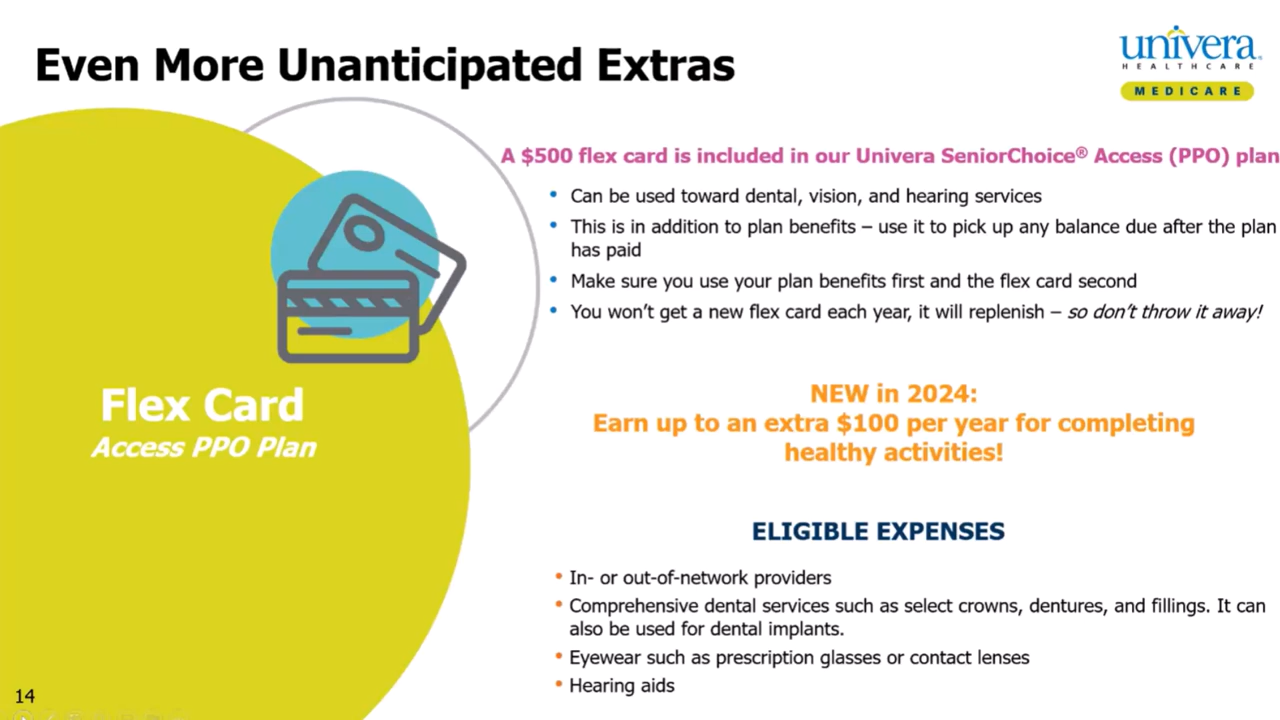 Even More Unanticipated Extras
univera
HEALTHCARE
MEDICARE
A $500 flex card is included in our Univera SeniorChoice® Access (PPO) plan
• Can be used toward dental, vision, and hearing services
• This is in addition to plan benefits – use it to pick up any balance due after the plan
has paid
• Make sure you use your plan benefits first and the flex card second
• You won't get a new flex card each year, it will replenish – so don't throw it away!
Flex Card
Access PPO Plan
NEW in 2024:
Earn up to an extra $100 per year for completing
healthy activities!
ELIGIBLE EXPENSES
• In- or out-of-network providers
• Comprehensive dental services such as select crowns, dentures, and fillings. It can
also be used for dental implants.
• Eyewear such as prescription glasses or contact lenses
• Hearing aids
14